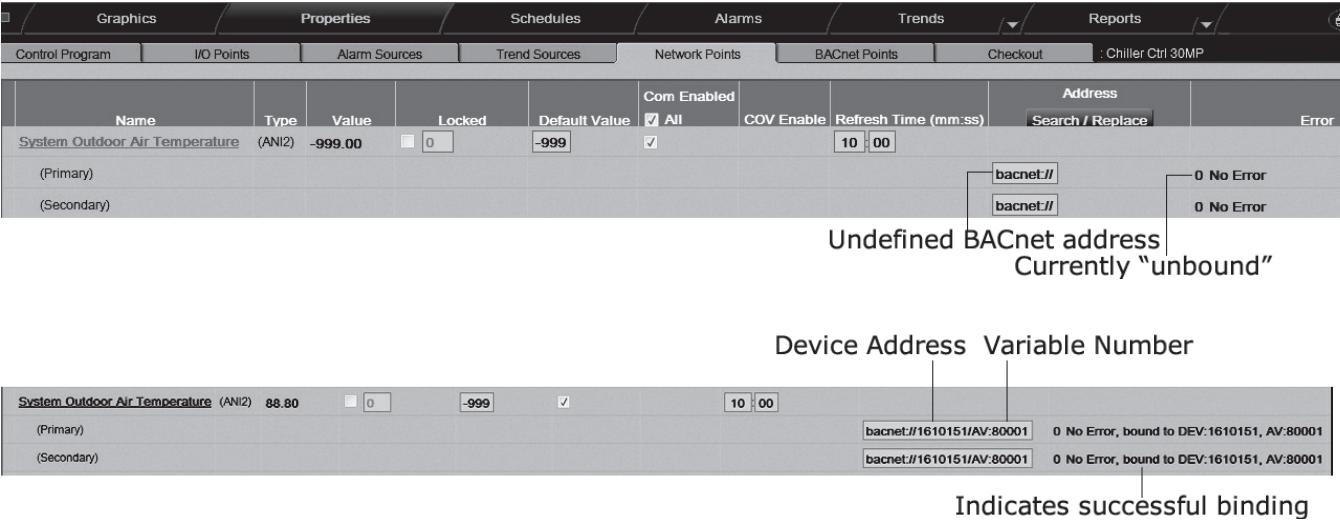 Graphics Properties Schedules Alarms Trends Reports
Control Program I/O Points Alarm Sources Trend Sources Network Points BACnet Points Checkout : Chiller Ctrl 30MP
Com Enabled Address
Name Type Value Locked Default Value All COV Enable Refresh Time (mm:ss) Search / Replace Error
System Outdoor Air Temperature (ANI2) -999.00 0 -999 10 : 00
(Primary) bacnet:// 0 No Error
(Secondary) bacnet:// 0 No Error
Undefined BACnet address
Currently “unbound”
Device Address Variable Number
System Outdoor Air Temperature (ANI2) 88.80 0 -999 10 : 00
(Primary) bacnet://1610151/AV:80001 0 No Error, bound to DEV:1610151, AV:80001
(Secondary) bacnet://1610151/AV:80001 0 No Error, bound to DEV:1610151, AV:80001
Indicates successful binding